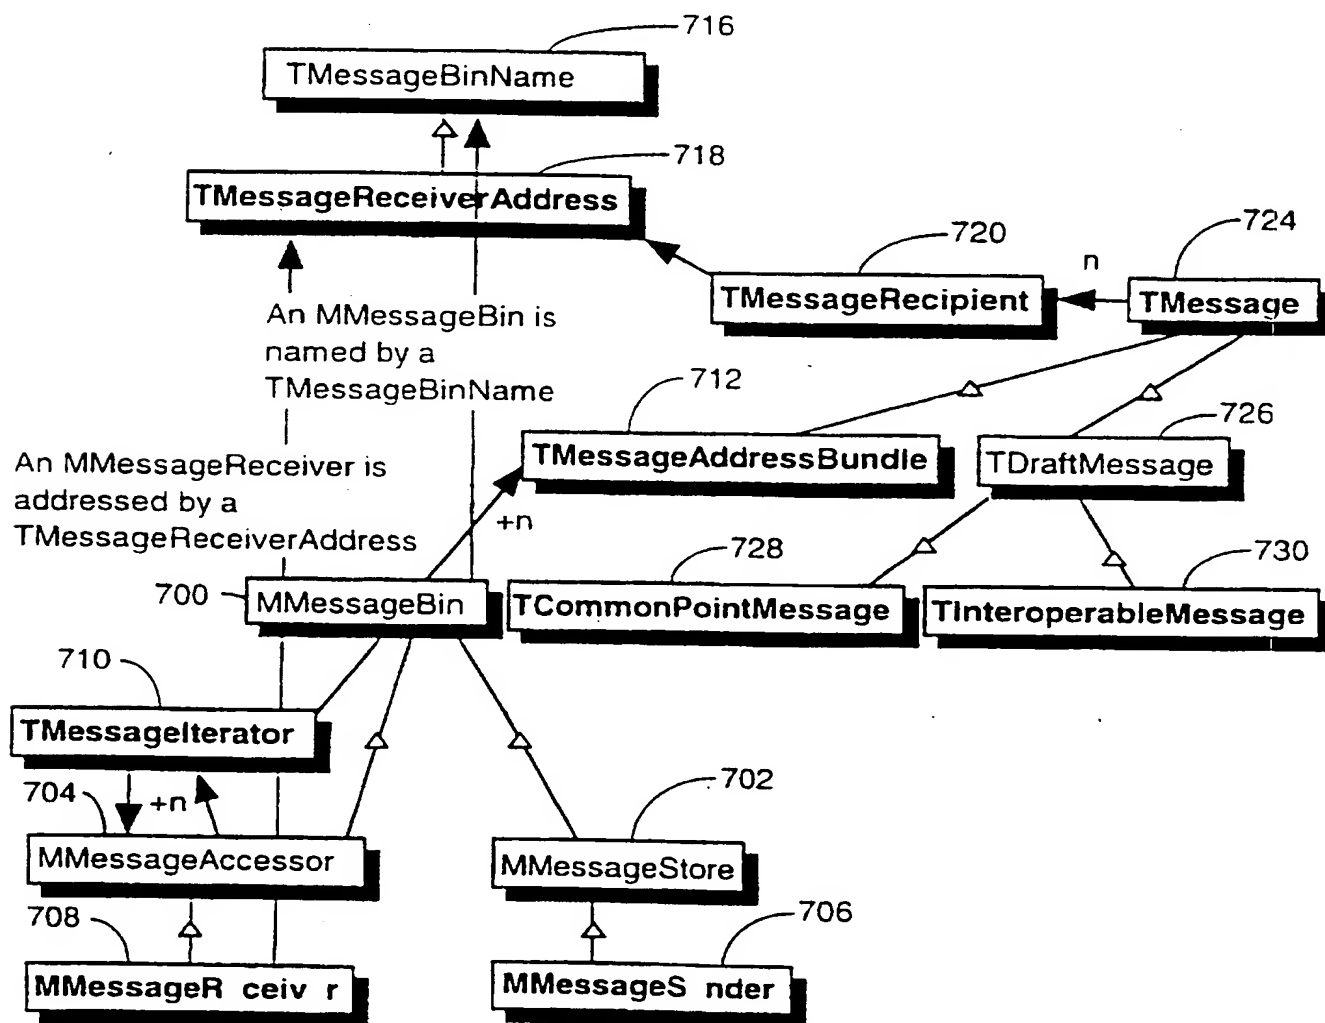 716
TMessageBinName
718
TMessageReceiverAddress
720
724
n
TMessageRecipient
TMessage
An MMessageBin is
named by a
TMessageBinName
712
726
TMessageAddressBundle
TDraftMessage
An MMessageReceiver is
addressed by a
TMessageReceiverAddress
+n
728
730
700
MMessageBin
TCommonPointMessage
TInteroperableMessage
710
TMessageIterator
704
+n
702
MMessageAccessor
MMessageStore
708
706
MMessageR ceiv r
MMessageS nder